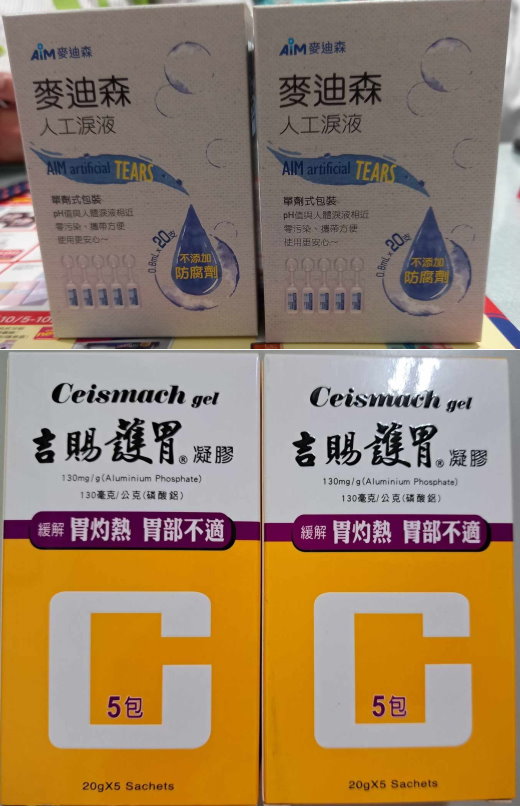 AiM 麥迪森
麥迪森
人工淚液
AIM artificial TEARS
單劑式包裝
pH值與人體淚液相近
零污染、攜帶方便
使用更安心~
0.8mL x 20支
不添加
防腐劑
AiM 麥迪森
麥迪森
人工淚液
AIM artificial TEARS
單劑式包裝
pH值與人體淚液相近
零污染、攜帶方便
使用更安心~
0.8mL x 20支
不添加
防腐劑
10/5-10
Ceismach gel
吉賜護胃® 凝膠
130mg/g(Aluminium Phosphate)
130毫克/公克(磷酸鋁)
緩解 胃灼熱 胃部不適
5包
20gX5 Sachets
Ceismach gel
吉賜護胃® 凝膠
130mg/g(Aluminium Phosphate)
130毫克/公克(磷酸鋁)
緩解 胃灼熱 胃部不適
5包
20gX5 Sachets